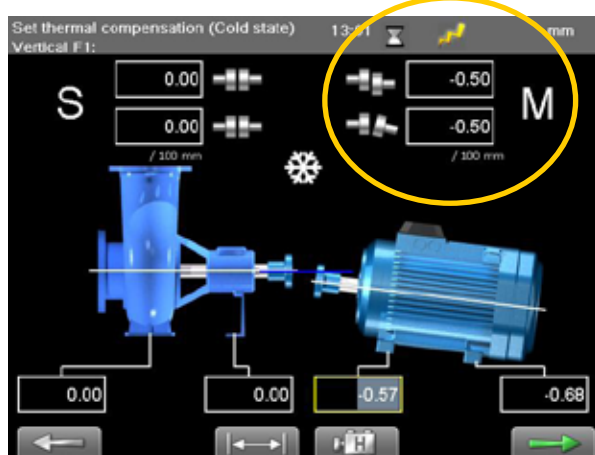 Set thermal compensation (Cold state) 13:01 mm
Vertical F1:
S 0.00 -0.50 M
0.00 -0.50
/ 100 mm / 100 mm
0.00 0.00 -0.57 -0.68
H